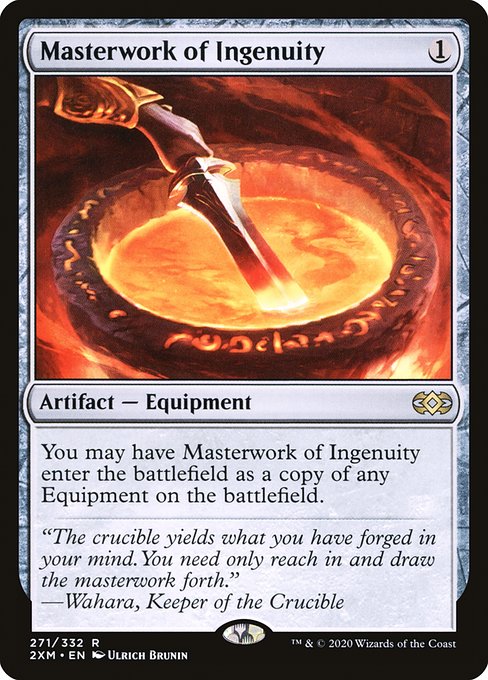 Masterwork of Ingenuity 1
Artifact — Equipment
You may have Masterwork of Ingenuity
enter the battlefield as a copy of any
Equipment on the battlefield.
“The crucible yields what you have forged in
your mind. You need only reach in and draw
the masterwork forth.”
—Wahara, Keeper of the Crucible
271/332 R
2XM • EN Ulrich Brunin
™ & © 2020 Wizards of the Coast